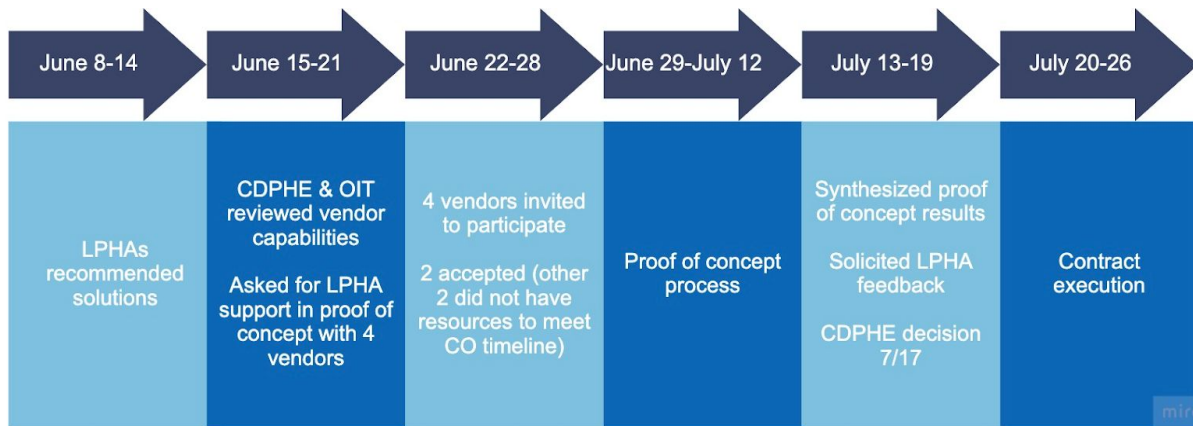 June 8-14
June 15-21
June 22-28
June 29-July 12
July 13-19
July 20-26
LPHAs
recommended
solutions
CDPHE & OIT
reviewed vendor
capabilities
Asked for LPHA
support in proof of
concept with 4
vendors
4 vendors invited
to participate
2 accepted (other
2 did not have
resources to meet
CO timeline)
Proof of concept
process
Synthesized proof
of concept results
Solicited LPHA
feedback
CDPHE decision
7/17
Contract
execution